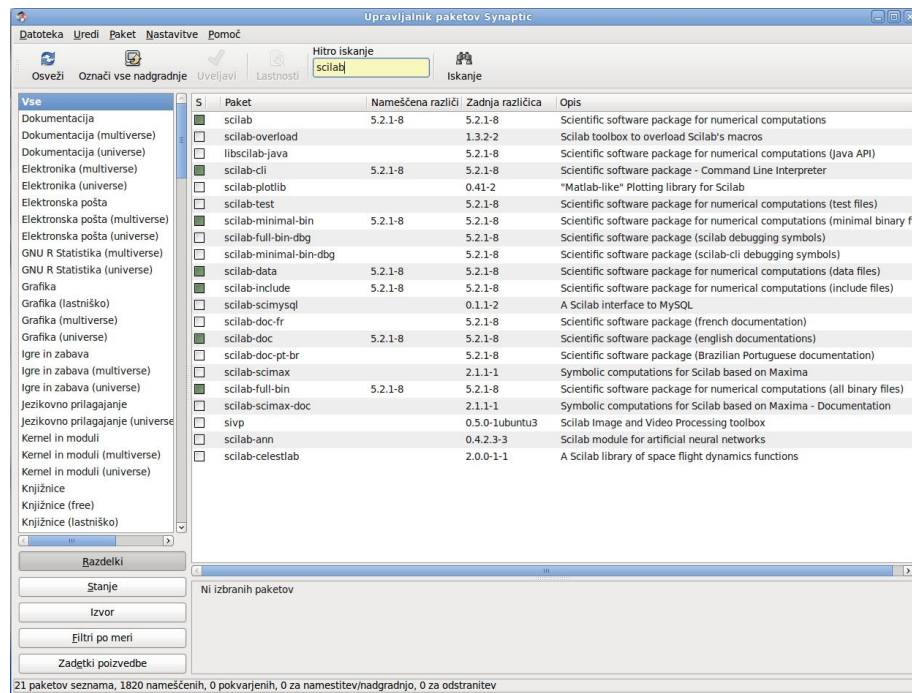 Upravljalnik paketov Synaptic
Datoteka Uredi Paket Nastavitve Pomoč
Osveži Označi vse nadgradnje Uveljavi Lastnosti Hitro iskanje Iskanje
scilab
Vse
Dokumentacija
Dokumentacija (multiverse)
Dokumentacija (universe)
Elektronika (multiverse)
Elektronika (universe)
Elektronska pošta
Elektronska pošta (multiverse)
Elektronska pošta (universe)
GNU R Statistika (multiverse)
GNU R Statistika (universe)
Grafika
Grafika (lastniško)
Grafika (multiverse)
Grafika (universe)
Igre in zabava
Igre in zabava (multiverse)
Igre in zabava (universe)
Jezikovno prilagajanje
Jezikovno prilagajanje (universe
Kernel in moduli
Kernel in moduli (multiverse)
Kernel in moduli (universe)
Knjižnice
Knjižnice (free)
Knjižnice (lastniško)
Razdelki
Stanje
Izvor
Filtri po meri
Zadetki poizvedbe
S Paket Nameščena različi Zadnja različica Opis
scilab 5.2.1-8 5.2.1-8 Scientific software package for numerical computations
scilab-overload 1.3.2-2 Scilab toolbox to overload Scilab's macros
libscilab-java 5.2.1-8 Scientific software package for numerical computations (Java API)
scilab-cli 5.2.1-8 5.2.1-8 Scientific software package - Command Line Interpreter
scilab-plotlib 0.41-2 "Matlab-like" Plotting library for Scilab
scilab-test 5.2.1-8 Scientific software package for numerical computations (test files)
scilab-minimal-bin 5.2.1-8 5.2.1-8 Scientific software package for numerical computations (minimal binary f
scilab-full-bin-dbg 5.2.1-8 Scientific software package (scilab debugging symbols)
scilab-minimal-bin-dbg 5.2.1-8 Scientific software package (scilab-cli debugging symbols)
scilab-data 5.2.1-8 5.2.1-8 Scientific software package for numerical computations (data files)
scilab-include 5.2.1-8 5.2.1-8 Scientific software package for numerical computations (include files)
scilab-scimysql 0.1.1-2 A Scilab interface to MySQL
scilab-doc-fr 5.2.1-8 Scientific software package (french documentation)
scilab-doc 5.2.1-8 5.2.1-8 Scientific software package (english documentations)
scilab-doc-pt-br 5.2.1-8 Scientific software package (Brazilian Portuguese documentation)
scilab-scimax 2.1.1-1 Symbolic computations for Scilab based on Maxima
scilab-full-bin 5.2.1-8 5.2.1-8 Scientific software package for numerical computations (all binary files)
scilab-scimax-doc 2.1.1-1 Symbolic computations for Scilab based on Maxima - Documentation
sivp 0.5.0-1ubuntu3 Scilab Image and Video Processing toolbox
scilab-ann 0.4.2.3-3 Scilab module for artificial neural networks
scilab-celestlab 2.0.0-1-1 A Scilab library of space flight dynamics functions
Ni izbranih paketov
21 paketov seznama, 1820 nameščenih, 0 pokvarjenih, 0 za namestitev/nadgradnjo, 0 za odstranitev